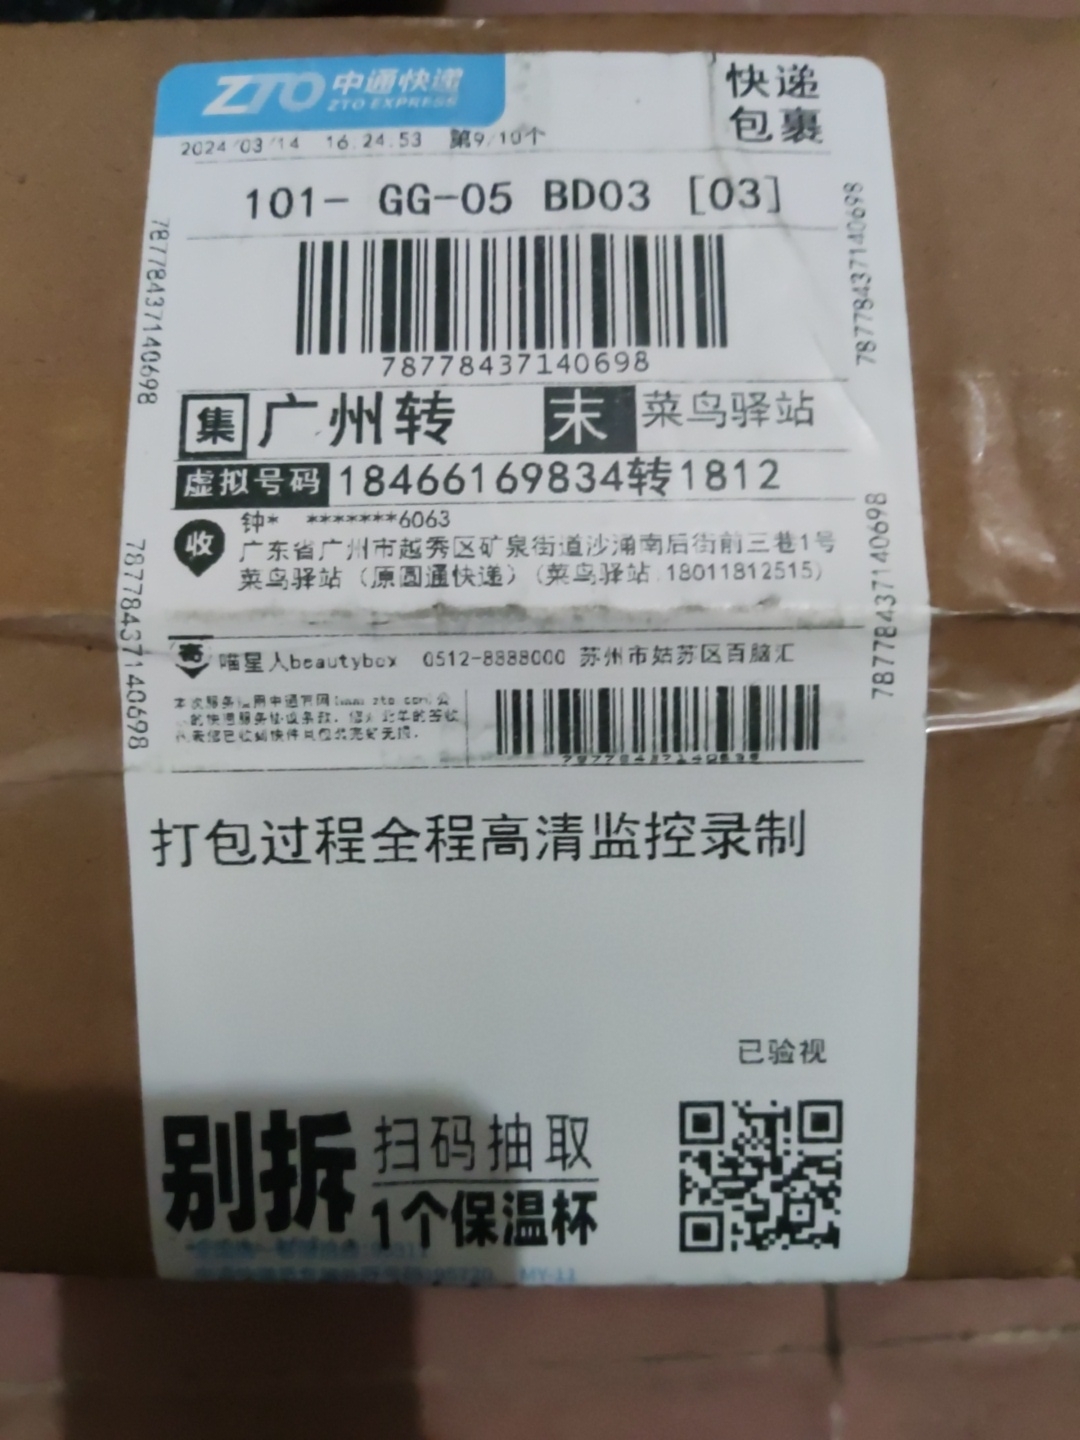 ZTO 中通快递
ZTO EXPRESS
快递
包裹
2024/03/14 16:24:53 第9/10个
101- GG-05 BD03 [03]
78778437140698
78778437140698
78778437140698
集 广州转 末 菜鸟驿站
虚拟号码 18466169834转1812
收 钟* *******6063
广东省广州市越秀区矿泉街道沙涌南后街前三巷1号
菜鸟驿站（原圆通快递）(菜鸟驿站,18011812515)
78778437140698
78778437140698
寄 喵星人beautybox 0512-8888000 苏州市姑苏区百脑汇
78778437140698
打包过程全程高清监控录制
已验视
别拆 扫码抽取
1个保温杯